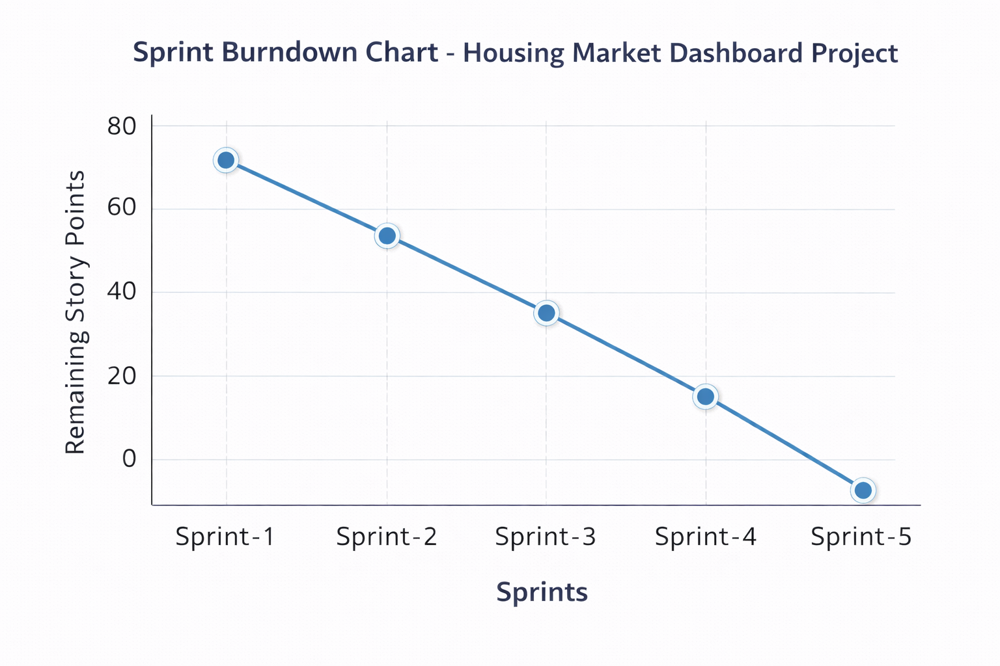 Sprint Burndown Chart - Housing Market Dashboard Project
Remaining Story Points
80
60
40
20
0
Sprint-1 Sprint-2 Sprint-3 Sprint-4 Sprint-5
Sprints